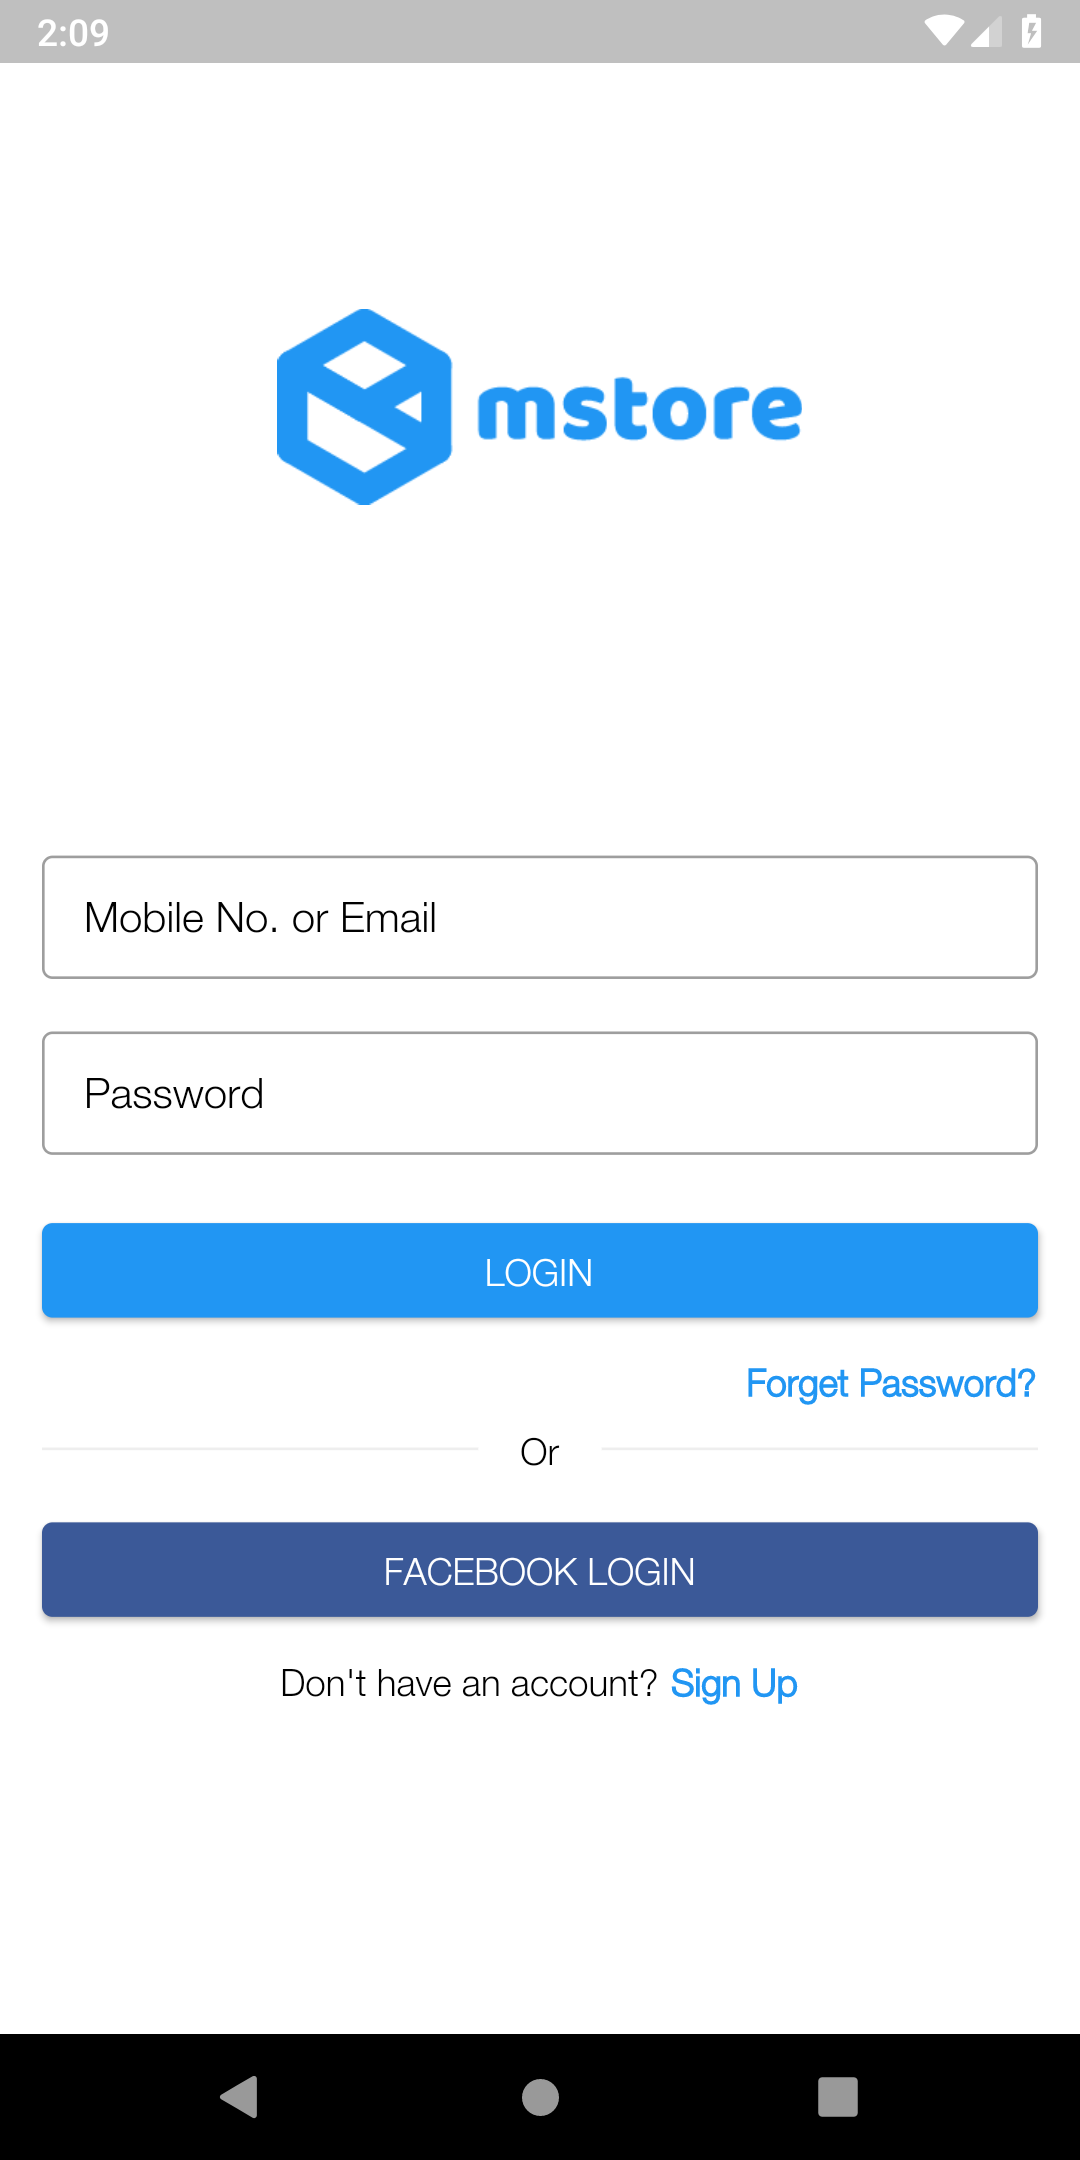 2:09
mstore
Mobile No. or Email
Password
LOGIN
Forget Password?
Or
FACEBOOK LOGIN
Don't have an account? Sign Up